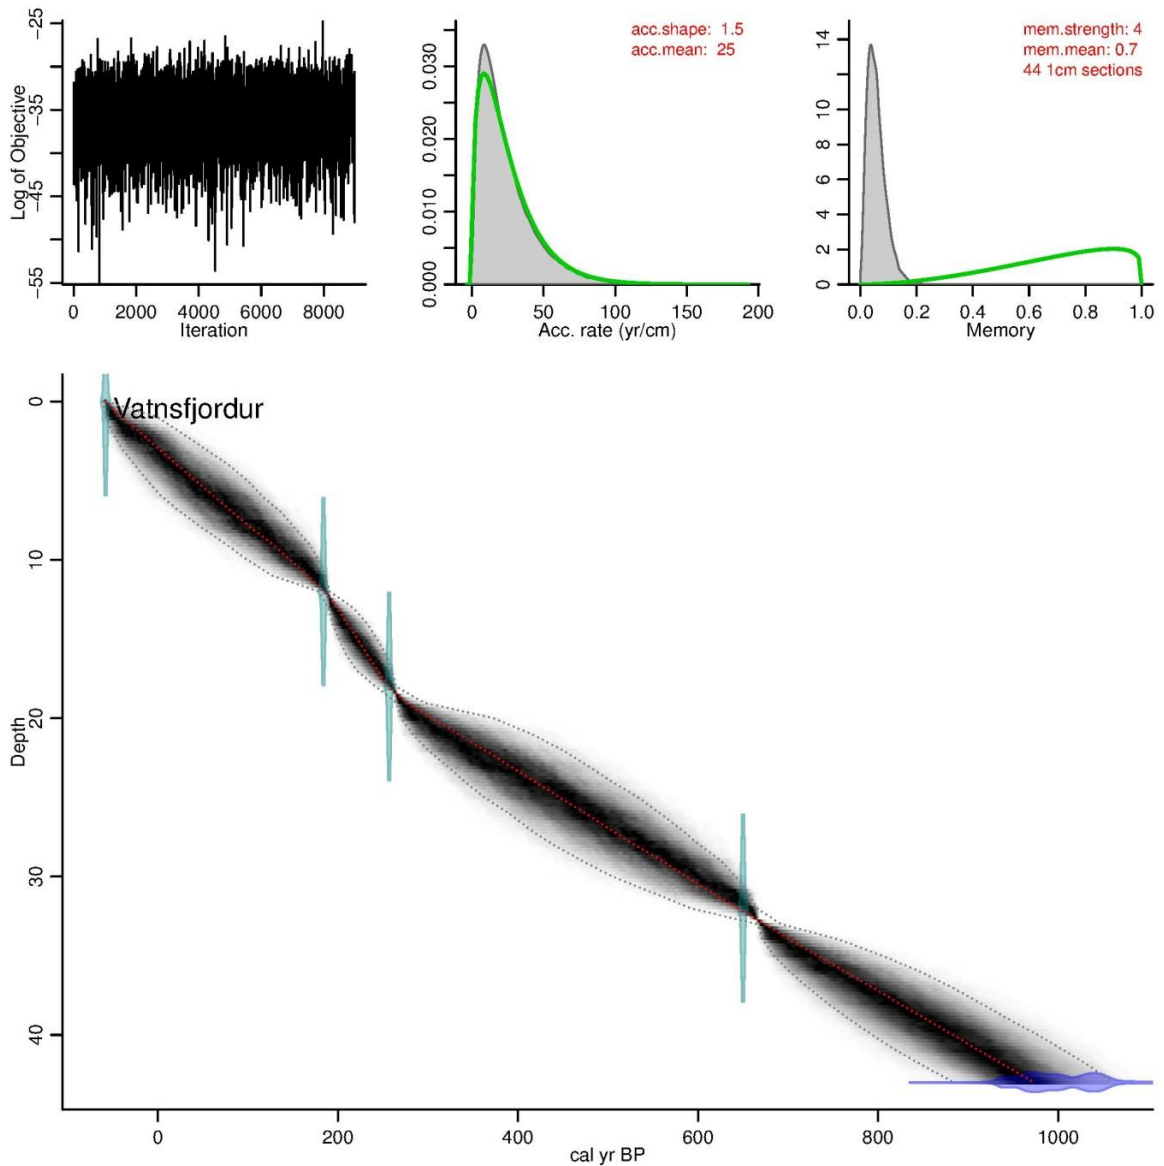 -25
-35
-45
-55
Log of Objective
0 2000 4000 6000 8000
Iteration
acc.shape: 1.5
acc.mean: 25
0.030
0.020
0.010
0.000
0 50 100 150 200
Acc. rate (yr/cm)
mem.strength: 4
mem.mean: 0.7
44 1cm sections
14
12
10
8
6
4
2
0
0.0 0.2 0.4 0.6 0.8 1.0
Memory
Vatnsfjordur
0
10
20
30
40
Depth
0 200 400 600 800 1000
cal yr BP